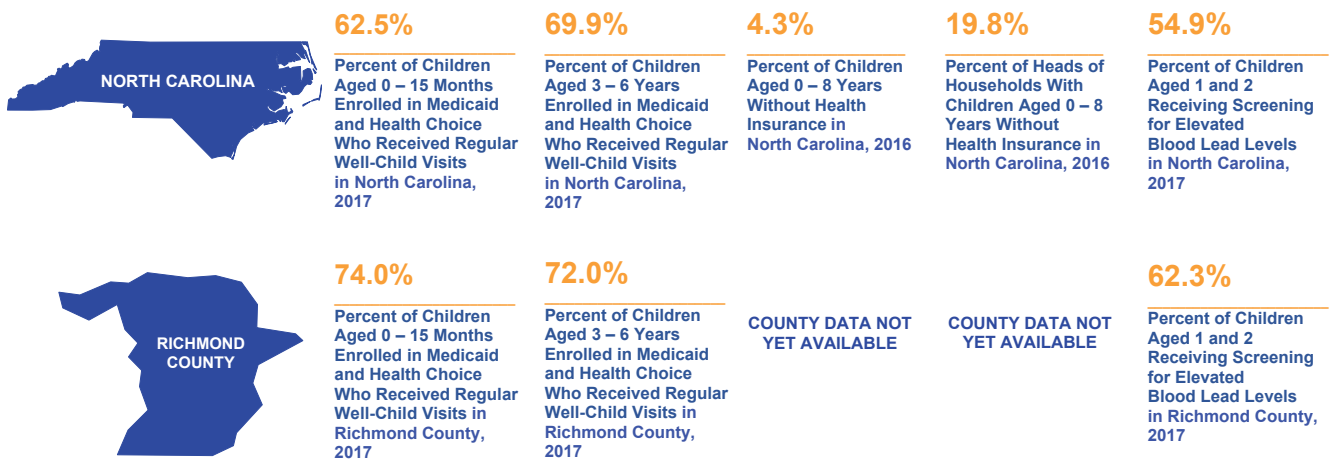 NORTH CAROLINA
62.5%
Percent of Children
Aged 0 – 15 Months
Enrolled in Medicaid
and Health Choice
Who Received Regular
Well-Child Visits
in North Carolina,
2017
69.9%
Percent of Children
Aged 3 – 6 Years
Enrolled in Medicaid
and Health Choice
Who Received Regular
Well-Child Visits
in North Carolina,
2017
4.3%
Percent of Children
Aged 0 – 8 Years
Without Health
Insurance in
North Carolina, 2016
19.8%
Percent of Heads of
Households With
Children Aged 0 – 8
Years Without
Health Insurance in
North Carolina, 2016
54.9%
Percent of Children
Aged 1 and 2
Receiving Screening
for Elevated
Blood Lead Levels
in North Carolina,
2017
RICHMOND
COUNTY
74.0%
Percent of Children
Aged 0 – 15 Months
Enrolled in Medicaid
and Health Choice
Who Received Regular
Well-Child Visits in
Richmond County,
2017
72.0%
Percent of Children
Aged 3 – 6 Years
Enrolled in Medicaid
and Health Choice
Who Received Regular
Well-Child Visits in
Richmond County,
2017
COUNTY DATA NOT
YET AVAILABLE
COUNTY DATA NOT
YET AVAILABLE
62.3%
Percent of Children
Aged 1 and 2
Receiving Screening
for Elevated
Blood Lead Levels
in Richmond County,
2017